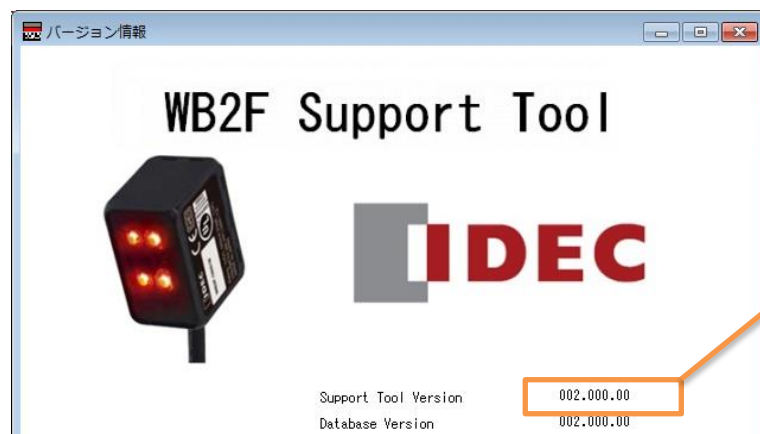 バージョン情報
WB2F Support Tool
IDEC
Support Tool Version 002.000.00
Database Version 002.000.00